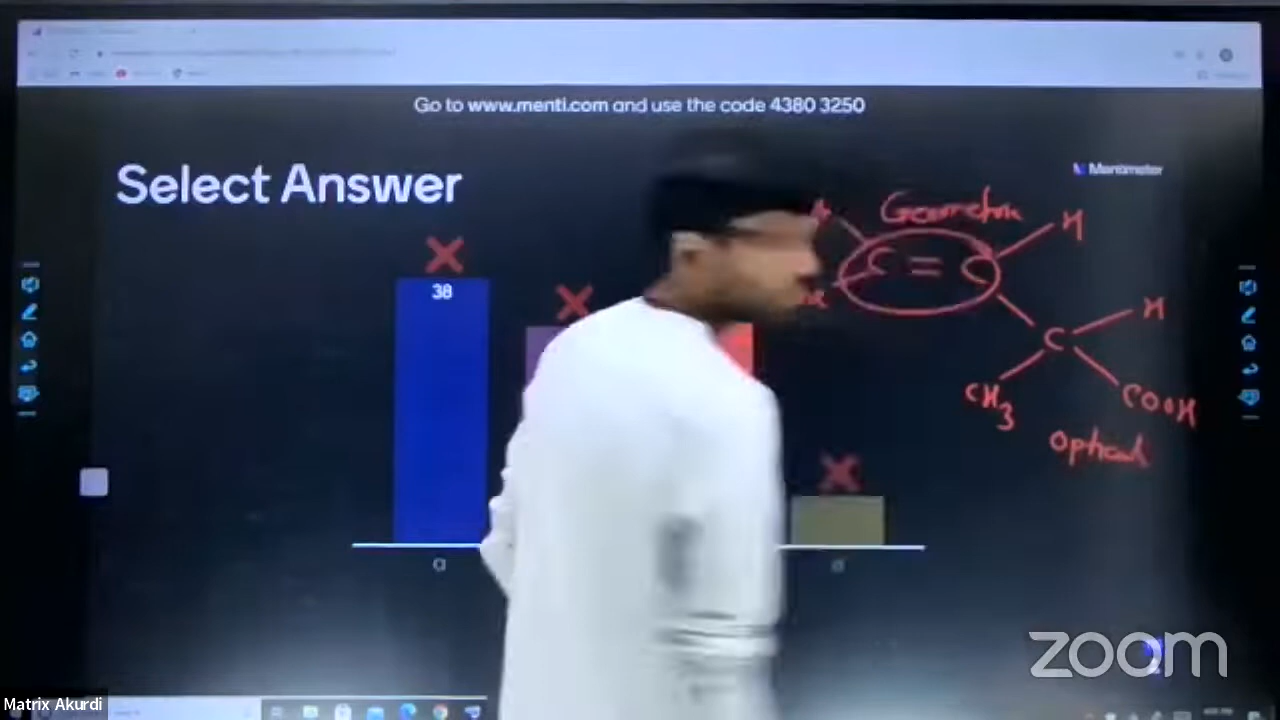 Go to www.menti.com and use the code 4380 3250
Select Answer
Mentimeter
Geometric
H
C = C
H
C
CH3
COOH
Optical
38
a
d
zoom
Matrix Akurdi